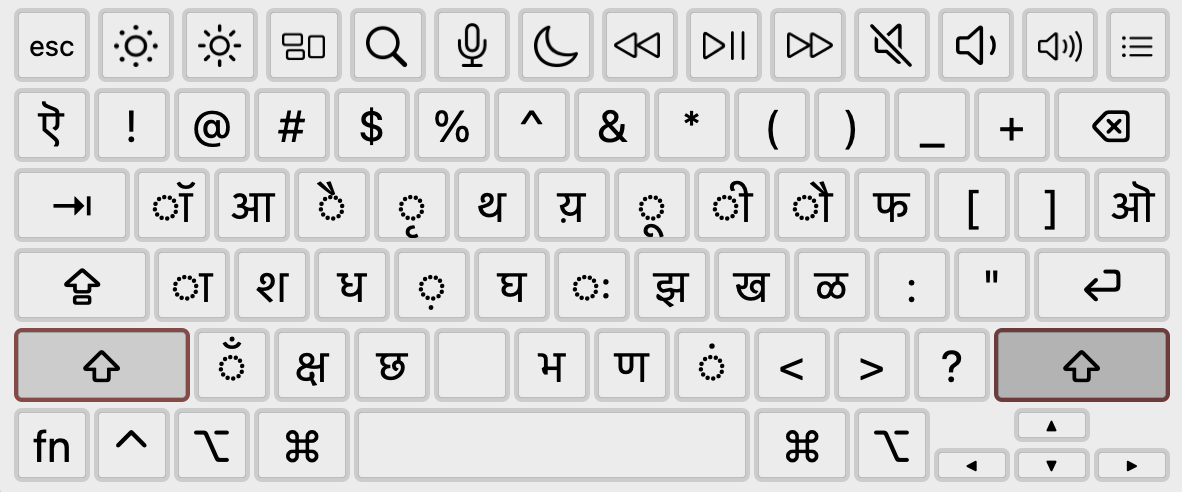 esc
ऎ ! @ # $ % ^ & * ( ) _ +
ॉ आ ै ृ थ य़ ू ी ौ फ [ ] ऒ
ा श ध ़ घ ः झ ख ळ : "
ँ क्ष छ भ ण ं < > ?
fn ^ ⌥ ⌘ ⌘ ⌥